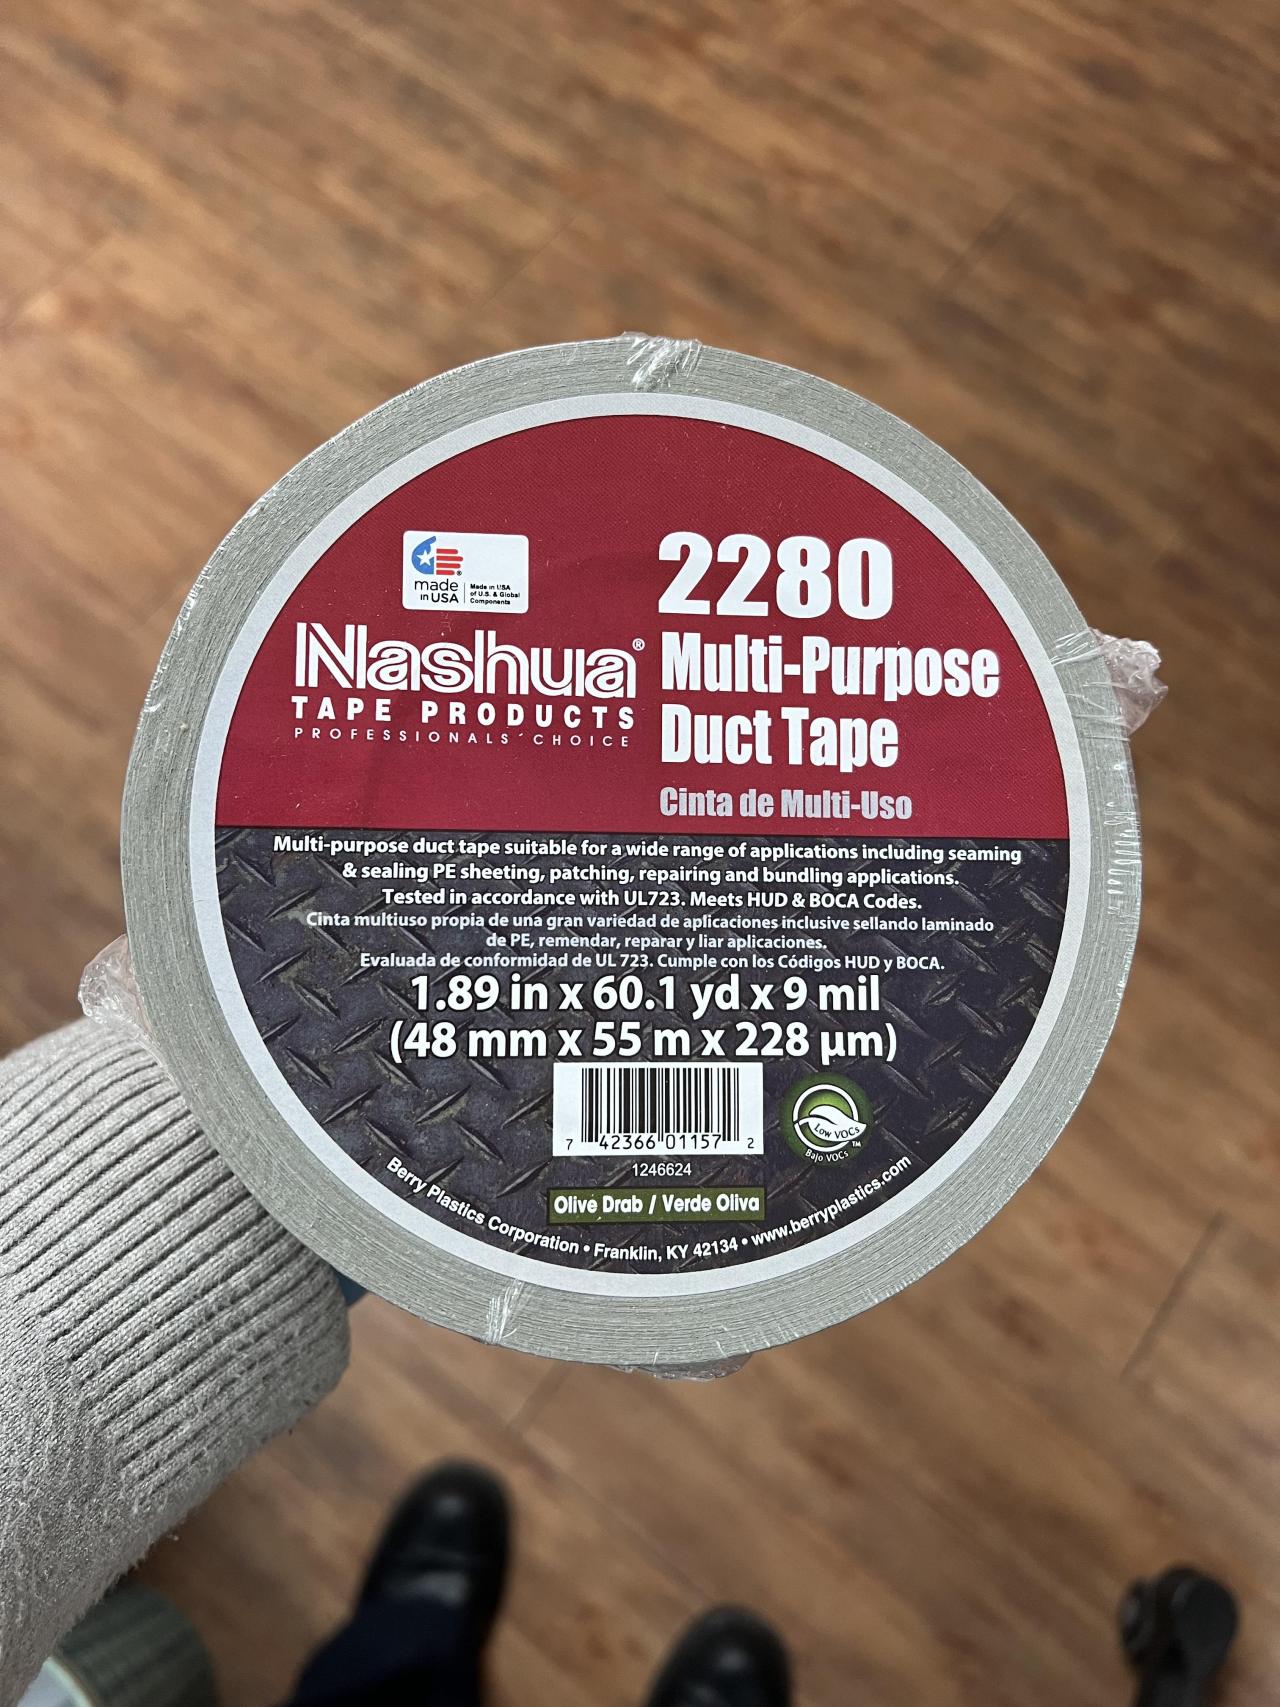 made
in USA
®
Made in USA
of U.S. & Global
Components
Nashua®
TAPE PRODUCTS
PROFESSIONALS' CHOICE
2280
Multi-Purpose
Duct Tape
Cinta de Multi-Uso
Multi-purpose duct tape suitable for a wide range of applications including seaming
& sealing PE sheeting, patching, repairing and bundling applications.
Tested in accordance with UL723. Meets HUD & BOCA Codes.
Cinta multiuso propia de una gran variedad de aplicaciones inclusive sellando laminado
de PE, remendar, reparar y liar aplicaciones.
Evaluada de conformidad de UL 723. Cumple con los Códigos HUD y BOCA.
1.89 in x 60.1 yd x 9 mil
(48 mm x 55 m x 228 µm)
7 42366 01157 2
1246624
Low VOCs
TM
Bajo VOCs
Olive Drab / Verde Oliva
Berry Plastics Corporation • Franklin, KY 42134 • www.berryplastics.com